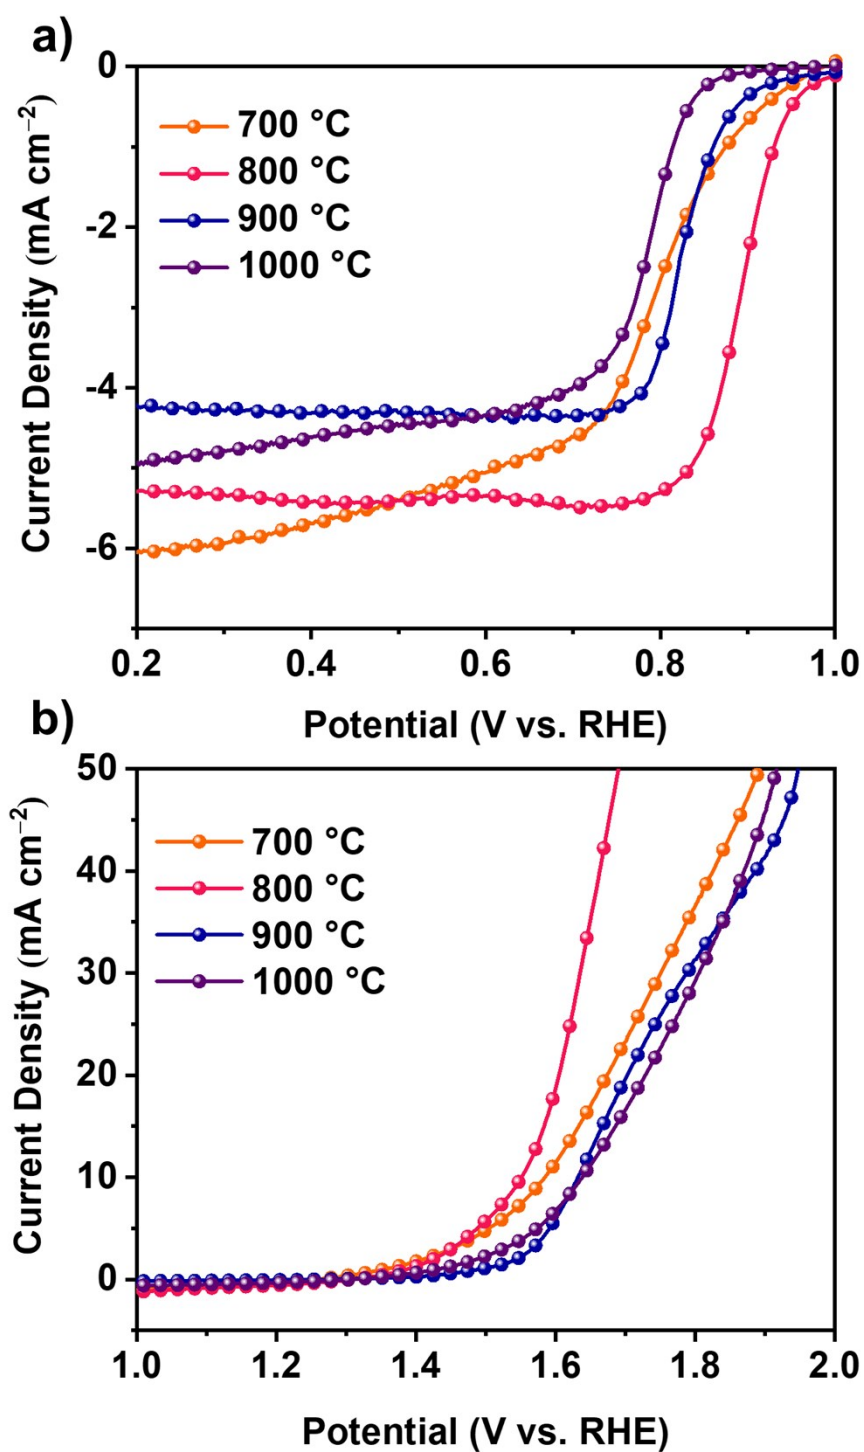 a)
0
700 °C
800 °C
900 °C
1000 °C
-2
-4
-6
Current Density (mA cm⁻²)
0.2 0.4 0.6 0.8 1.0
Potential (V vs. RHE)
b)
50
700 °C
800 °C
900 °C
1000 °C
40
30
20
10
0
Current Density (mA cm⁻²)
1.0 1.2 1.4 1.6 1.8 2.0
Potential (V vs. RHE)